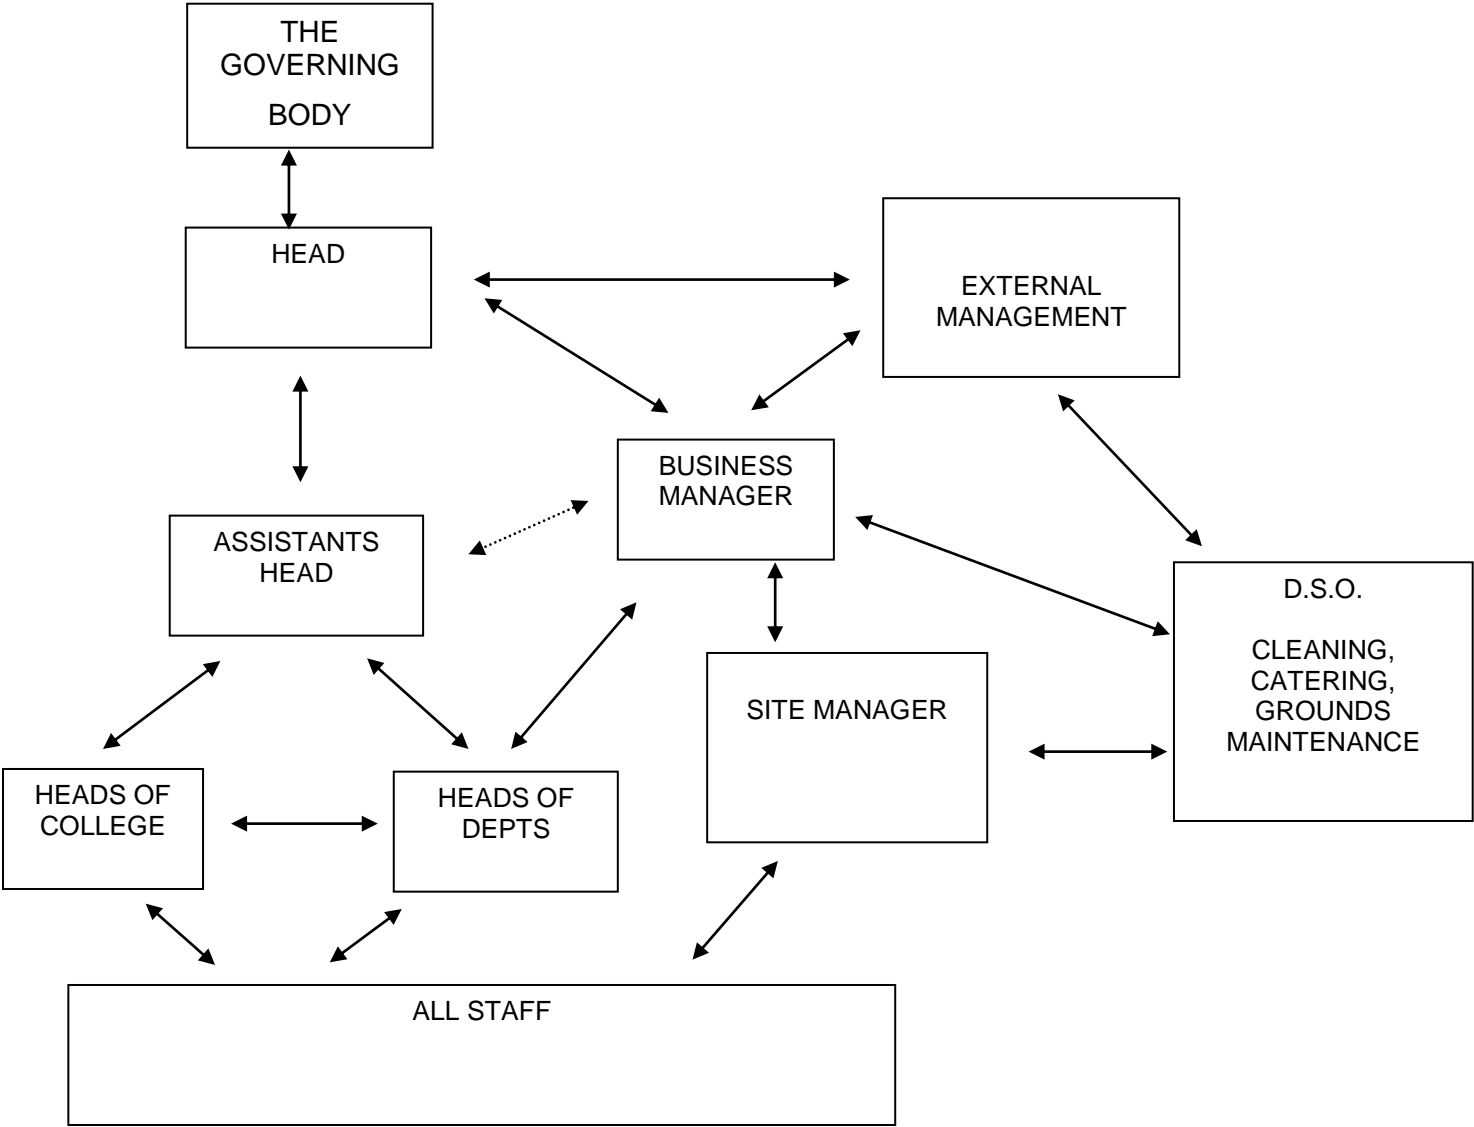 THE
GOVERNING
BODY
HEAD
EXTERNAL
MANAGEMENT
BUSINESS
MANAGER
ASSISTANTS
HEAD
D.S.O.
CLEANING,
CATERING,
GROUNDS
MAINTENANCE
SITE MANAGER
HEADS OF
COLLEGE
HEADS OF
DEPTS
ALL STAFF